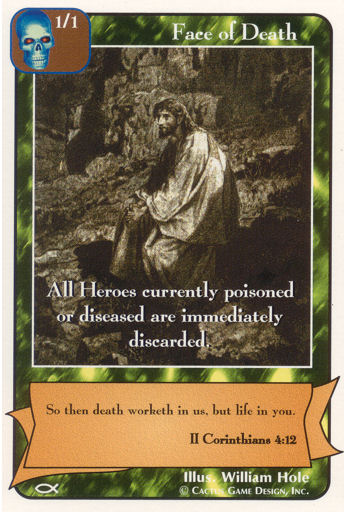 1/1
Face of Death
All Heroes currently poisoned
or diseased are immediately
discarded.
So then death worketh in us, but life in you.
II Corinthians 4:12
Illus. William Hole
© Cactus Game Design, Inc.